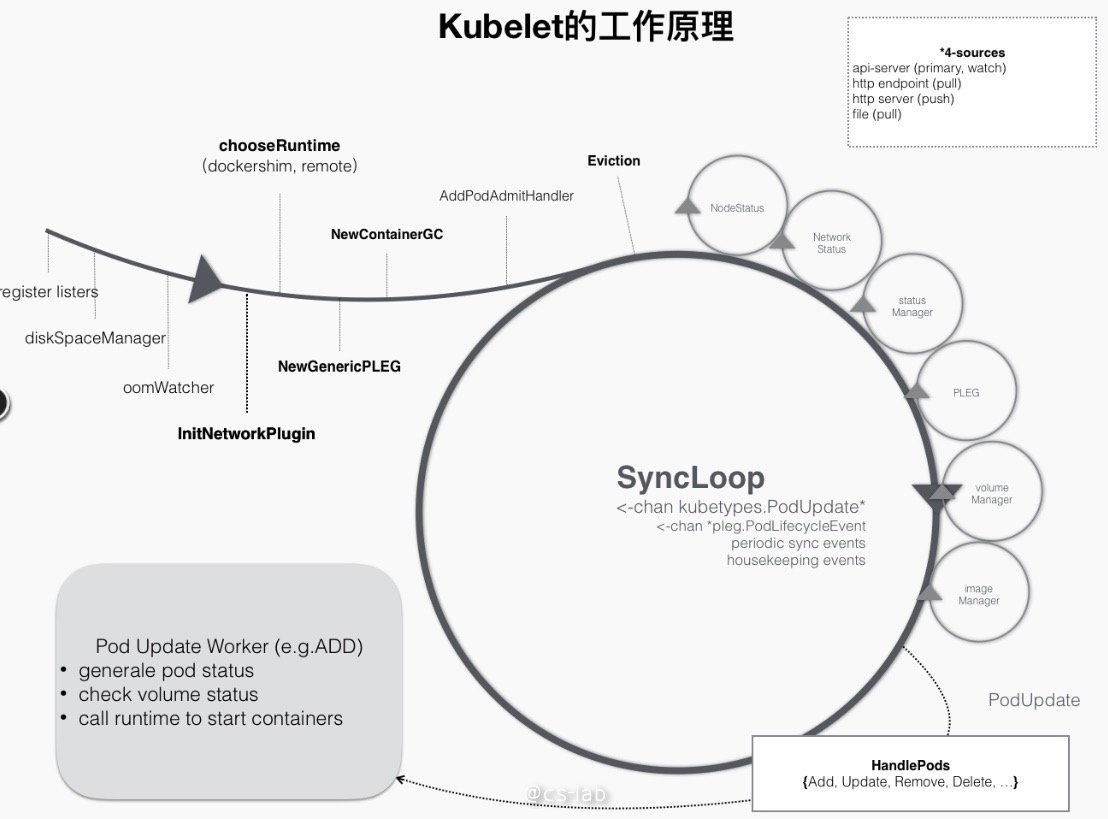 Kubelet的工作原理
*4-sources
api-server (primary, watch)
http endpoint (pull)
http server (push)
file (pull)
chooseRuntime
(dockershim, remote)
Eviction
AddPodAdmitHandler
NewContainerGC
NodeStatus
Network
Status
status
Manager
PLEG
volume
Manager
image
Manager
register listers
diskSpaceManager
oomWatcher
InitNetworkPlugin
NewGenericPLEG
SyncLoop
<-chan kubetypes.PodUpdate*
<-chan *pleg.PodLifecycleEvent
periodic sync events
housekeeping events
Pod Update Worker (e.g.ADD)
• generale pod status
• check volume status
• call runtime to start containers
PodUpdate
HandlePods
{Add, Update, Remove, Delete, ...}
@cs-lab